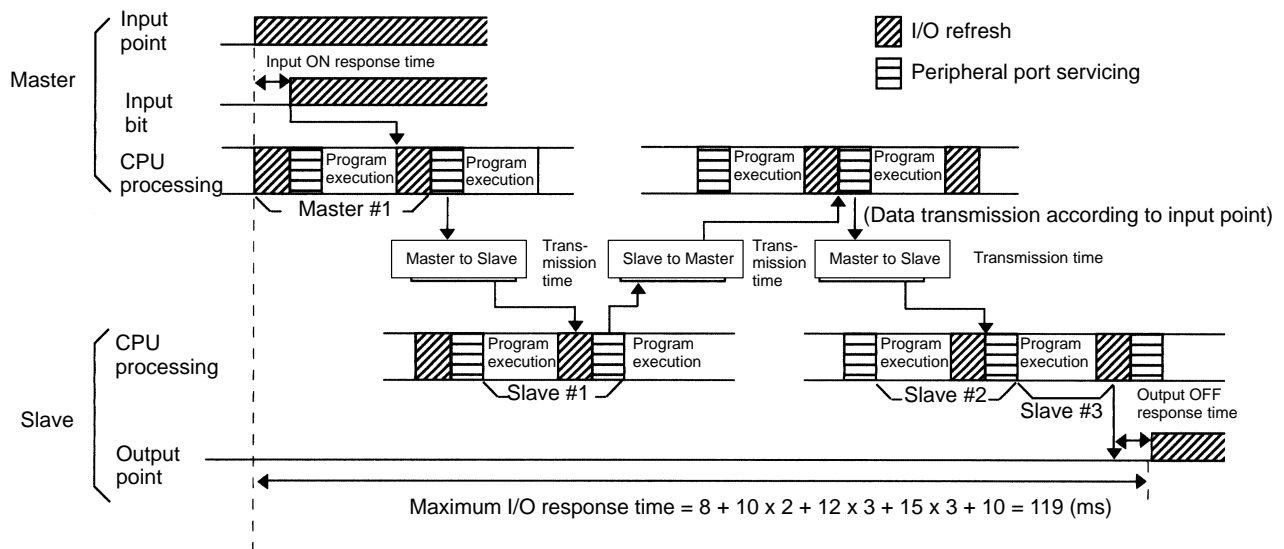 Input
point
I/O refresh
Input ON response time
Peripheral port servicing
Master
Input
bit
CPU
processing
Program
execution
Program
execution
Program
execution
Program
execution
Master #1
(Data transmission according to input point)
Master to Slave
Trans-
mission
time
Slave to Master
Trans-
mission
time
Master to Slave
Transmission time
CPU
processing
Program
execution
Program
execution
Program
execution
Program
execution
Slave #1
Slave #2
Slave #3
Output OFF
response time
Slave
Output
point
Maximum I/O response time = 8 + 10 x 2 + 12 x 3 + 15 x 3 + 10 = 119 (ms)